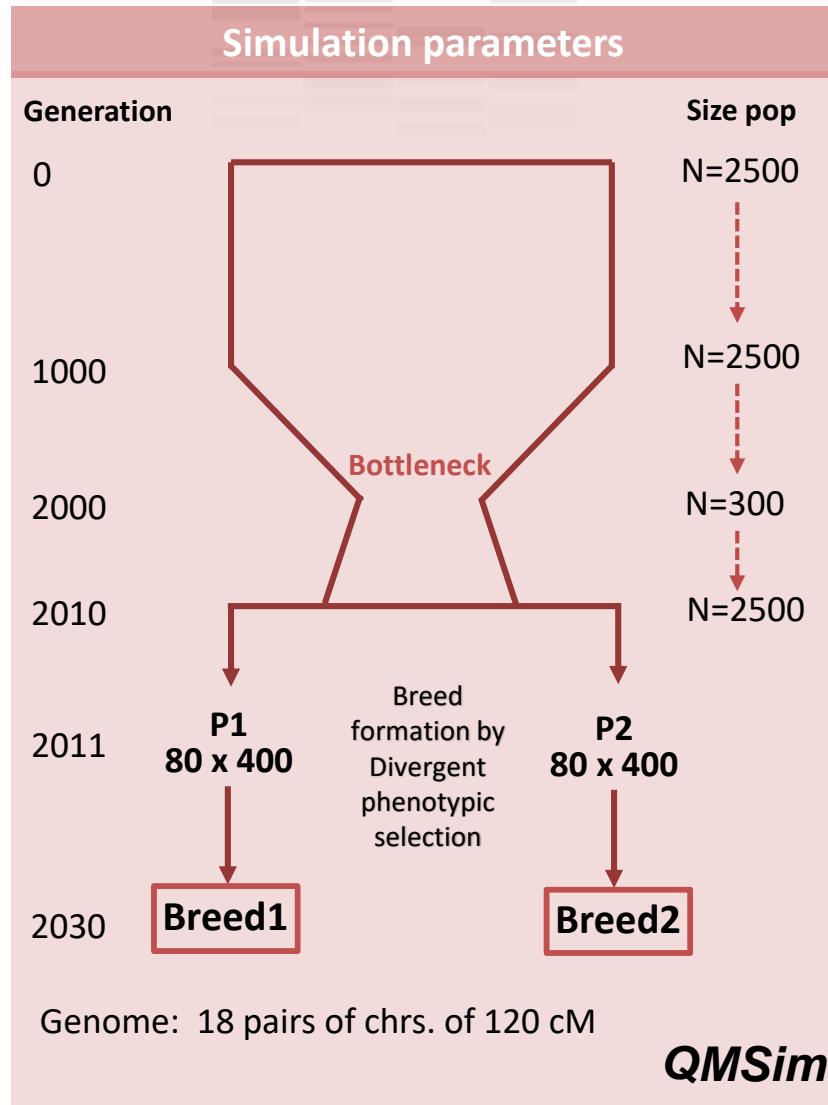 Simulation parameters
Generation
Size pop
0
N=2500
1000
N=2500
Bottleneck
2000
N=300
2010
N=2500
2011
P1
80 x 400
Breed
formation by
Divergent
phenotypic
selection
P2
80 x 400
2030
Breed1
Breed2
Genome: 18 pairs of chrs. of 120 cM
QMSim